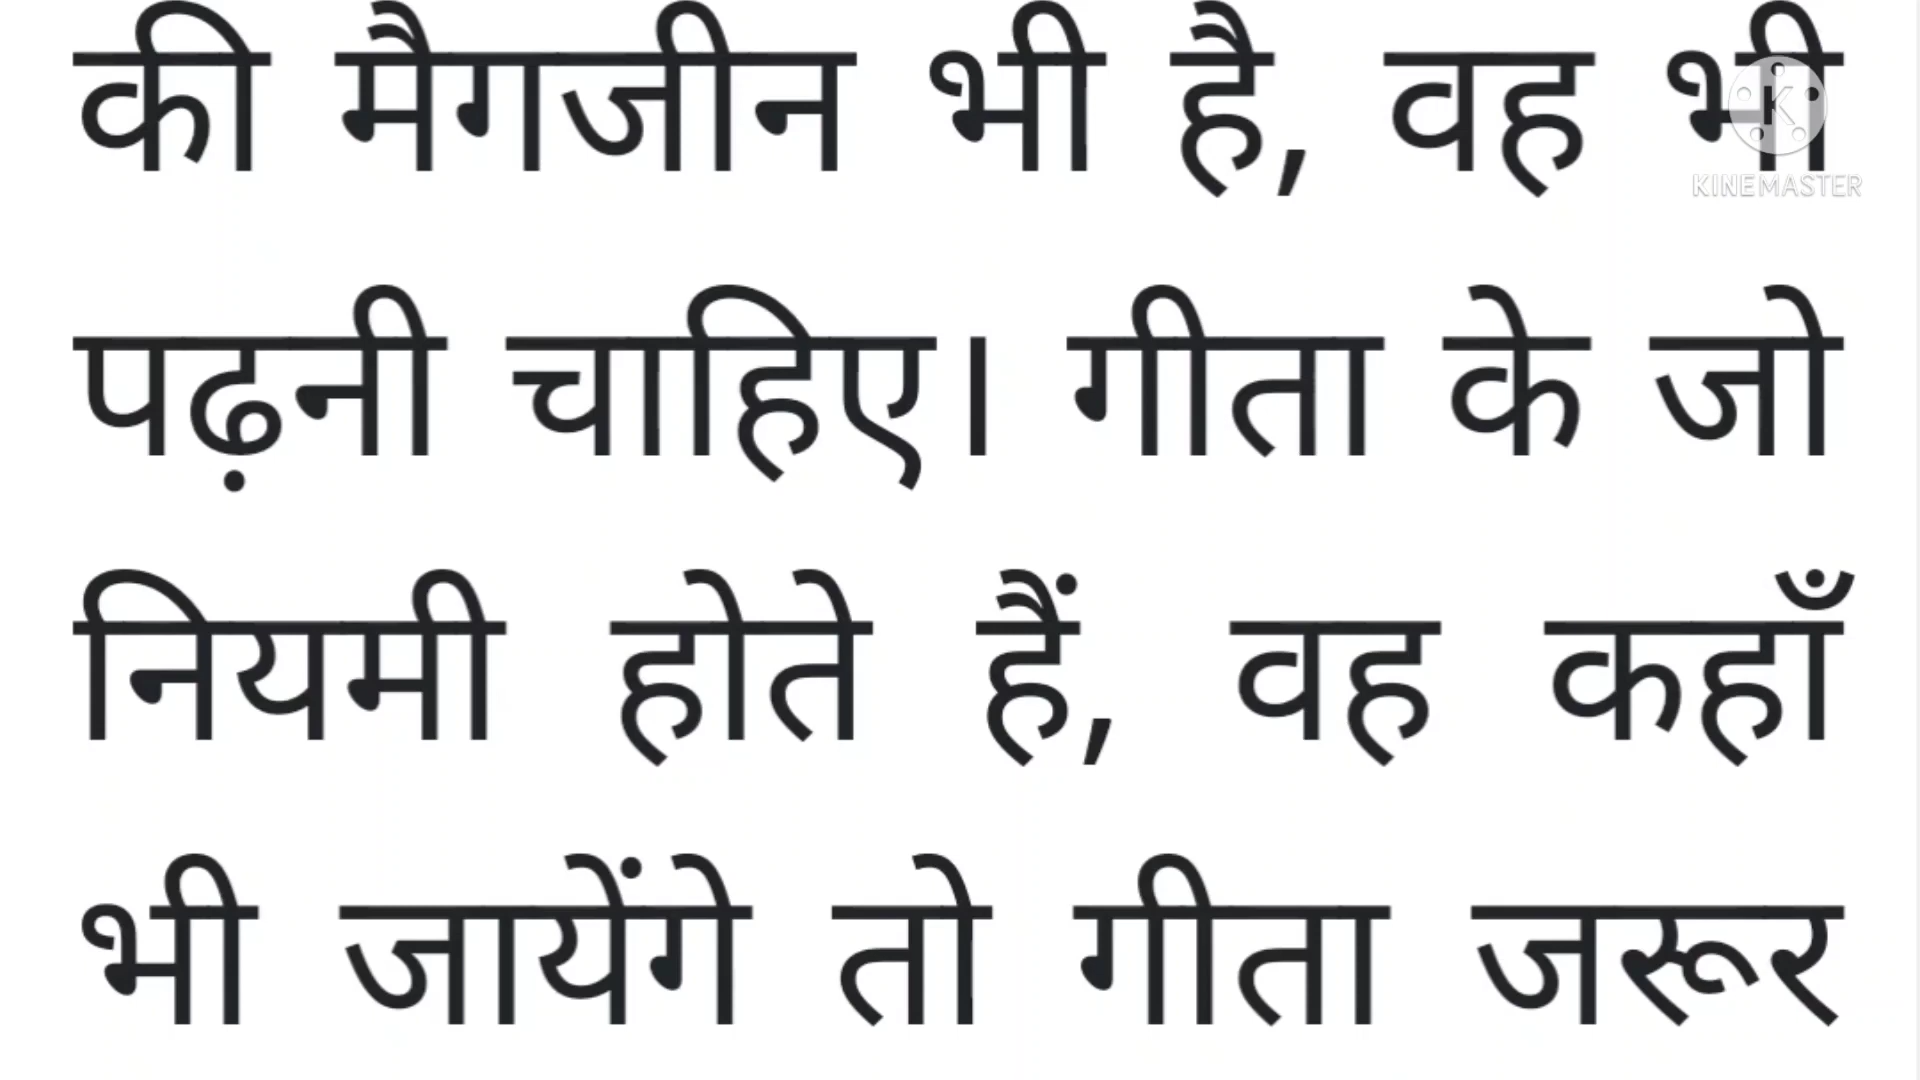 की मैगजीन भी है, वह भी
KINEMASTER
पढ़नी चाहिए। गीता के जो
नियमी होते हैं, वह कहाँ
भी जायेंगे तो गीता जरूर